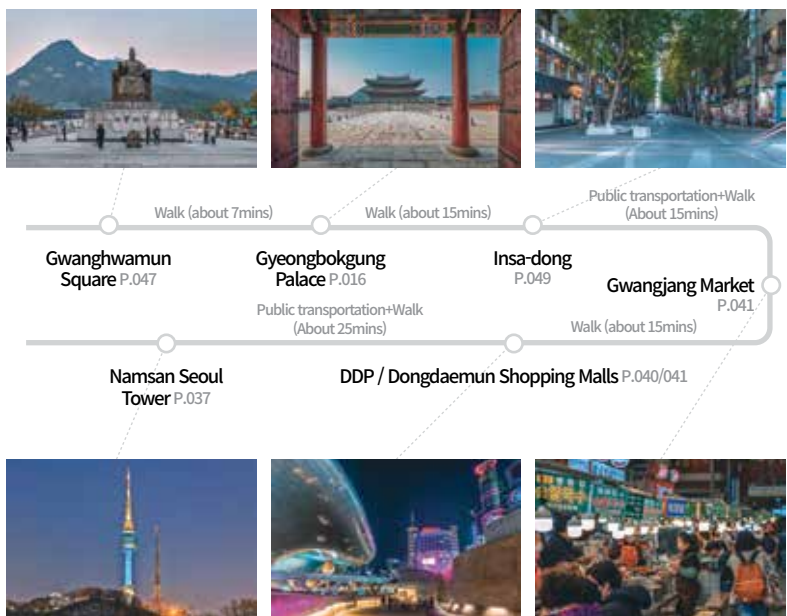 Walk (about 7mins)
Walk (about 15mins)
Public transportation+Walk
(About 15mins)
Gwanghwamun
Square P.047
Gyeongbokgung
Palace P.016
Insa-dong
P.049
Gwangjang Market
P.041
Public transportation+Walk
(About 25mins)
Walk (about 15mins)
Namsan Seoul
Tower P.037
DDP / Dongdaemun Shopping Malls P.040/041